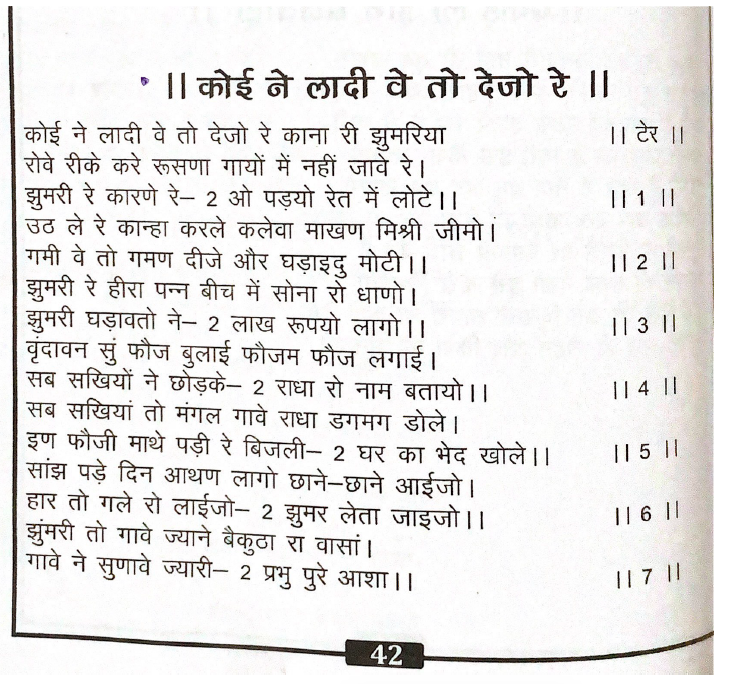 || कोई ने लादी वे तो देजो रे ||
कोई ने लादी वे तो देजो रे काना री झुमरिया || टेर ||
रोवे रीके करे रूसणा गायों में नहीं जावे रे।
झुमरी रे कारणे रे– 2 ओ पड़यो रेत में लोटे।। || 1 ||
उठ ले रे कान्हा करले कलेवा माखण मिश्री जीमो।
गमी वे तो गमण दीजे और घड़ाइदु मोटी।। || 2 ||
झुमरी रे हीरा पन्न बीच में सोना रो धाणो।
झुमरी घड़ावतो ने– 2 लाख रूपयो लागो।। || 3 ||
वृंदावन सुं फौज बुलाई फौजम फौज लगाई।
सब सखियों ने छोड़के– 2 राधा रो नाम बतायो।। || 4 ||
सब सखियां तो मंगल गावे राधा डगमग डोले।
इण फौजी माथे पड़ी रे बिजली– 2 घर का भेद खोले।। || 5 ||
सांझ पड़े दिन आथण लागो छाने–छाने आईजो।
हार तो गले रो लाईजो– 2 झुमर लेता जाइजो।। || 6 ||
झुंमरी तो गावे ज्याने बैकुठा रा वासां।
गावे ने सुणावे ज्यारी– 2 प्रभु पुरे आशा।। || 7 ||
42